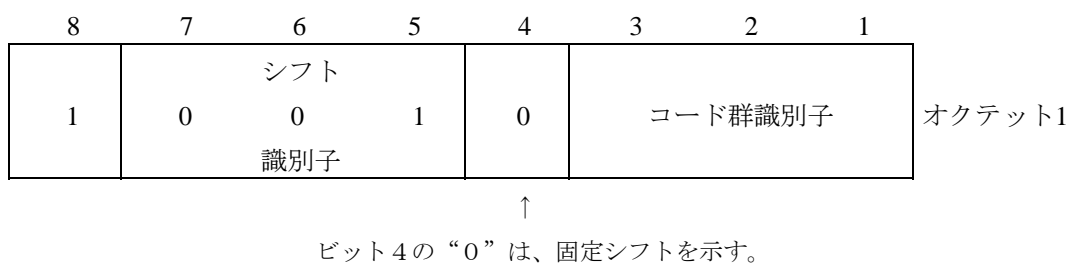 8 7 6 5 4 3 2 1
シフト
1 0 0 1 0 コード群識別子 オクテット1
識別子
↑
ビット4の“0”は、固定シフトを示す。